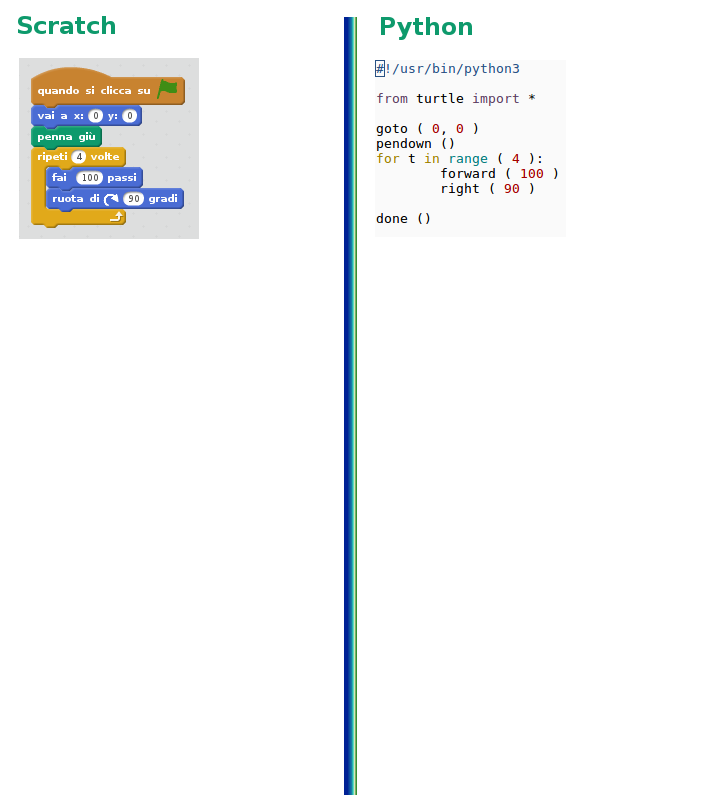 Scratch
quando si clicca su
vai a x: 0 y: 0
penna giù
ripeti 4 volte
fai 100 passi
ruota di 90 gradi
Python
#!/usr/bin/python3
from turtle import *
goto ( 0, 0 )
pendown ()
for t in range ( 4 ):
        forward ( 100 )
        right ( 90 )
done ()